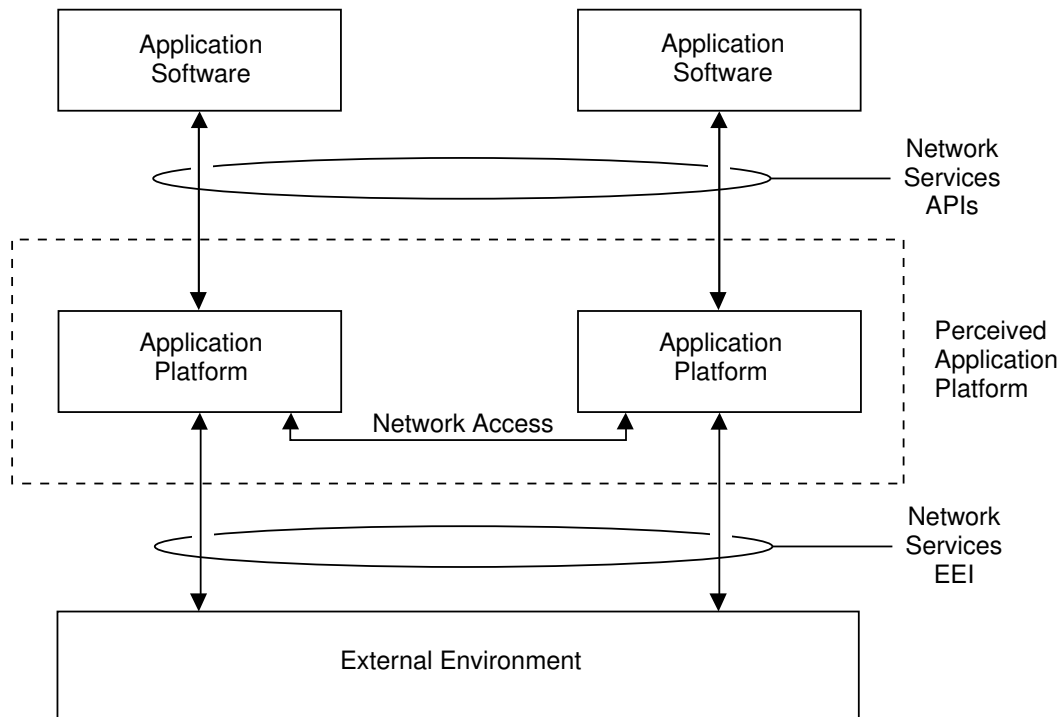 Application
Software
Application
Software
Network
Services
APIs
Application
Platform
Application
Platform
Perceived
Application
Platform
Network Access
Network
Services
EEI
External Environment